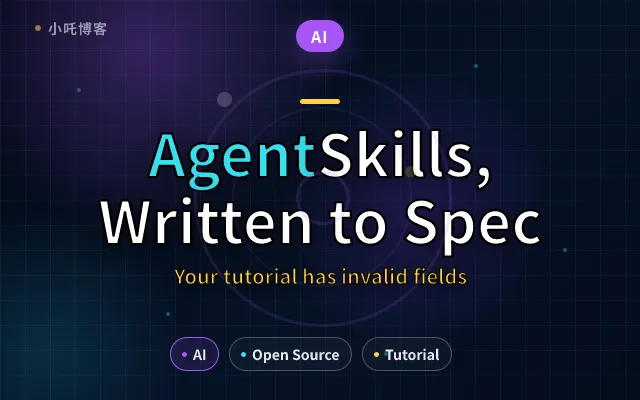 小吒博客
AI
AgentSkills,
Written to Spec
Your tutorial has invalid fields
AI
Open Source
Tutorial